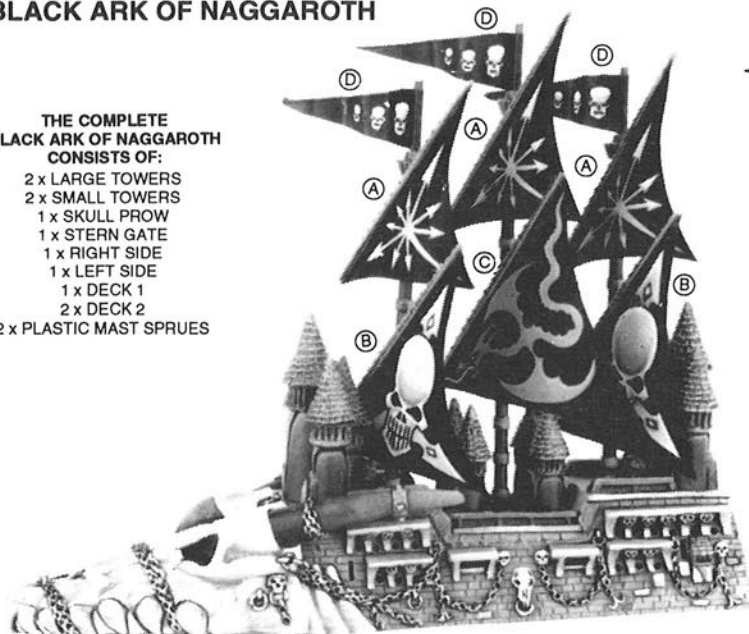 BLACK ARK OF NAGGAROTH
THE COMPLETE
LACK ARK OF NAGGAROTH
CONSISTS OF:
2 x LARGE TOWERS
2 x SMALL TOWERS
1 x SKULL PROW
1 x STERN GATE
1 x RIGHT SIDE
1 x LEFT SIDE
1 x DECK 1
2 x DECK 2
2 x PLASTIC MAST SPRUES
D
D
D
A
A
A
C
B
B